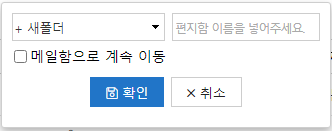 + 새폴더 편지함 이름을 넣어주세요.
메일함으로 계속 이동
확인 × 취소